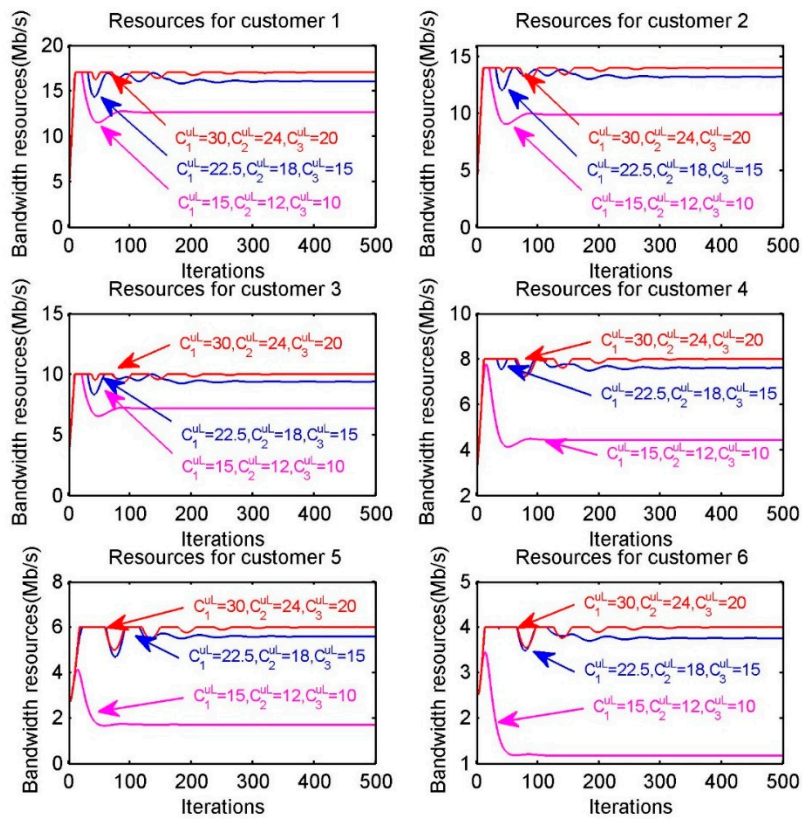 Resources for customer 1
Bandwidth resources(Mb/s)
20
15
10
5
0
C₁ᵘᴸ=30,C₂ᵘᴸ=24,C₃ᵘᴸ=20
C₁ᵘᴸ=22.5,C₂ᵘᴸ=18,C₃ᵘᴸ=15
C₁ᵘᴸ=15,C₂ᵘᴸ=12,C₃ᵘᴸ=10
0 100 200 300 400 500
Iterations
Resources for customer 2
Bandwidth resources(Mb/s)
15
10
5
0
C₁ᵘᴸ=30,C₂ᵘᴸ=24,C₃ᵘᴸ=20
C₁ᵘᴸ=22.5,C₂ᵘᴸ=18,C₃ᵘᴸ=15
C₁ᵘᴸ=15,C₂ᵘᴸ=12,C₃ᵘᴸ=10
0 100 200 300 400 500
Iterations
Resources for customer 3
Bandwidth resources(Mb/s)
15
10
5
0
C₁ᵘᴸ=30,C₂ᵘᴸ=24,C₃ᵘᴸ=20
C₁ᵘᴸ=22.5,C₂ᵘᴸ=18,C₃ᵘᴸ=15
C₁ᵘᴸ=15,C₂ᵘᴸ=12,C₃ᵘᴸ=10
0 100 200 300 400 500
Iterations
Resources for customer 4
Bandwidth resources(Mb/s)
10
8
6
4
2
C₁ᵘᴸ=30,C₂ᵘᴸ=24,C₃ᵘᴸ=20
C₁ᵘᴸ=22.5,C₂ᵘᴸ=18,C₃ᵘᴸ=15
C₁ᵘᴸ=15,C₂ᵘᴸ=12,C₃ᵘᴸ=10
0 100 200 300 400 500
Iterations
Resources for customer 5
Bandwidth resources(Mb/s)
8
6
4
2
0
C₁ᵘᴸ=30,C₂ᵘᴸ=24,C₃ᵘᴸ=20
C₁ᵘᴸ=22.5,C₂ᵘᴸ=18,C₃ᵘᴸ=15
C₁ᵘᴸ=15,C₂ᵘᴸ=12,C₃ᵘᴸ=10
0 100 200 300 400 500
Iterations
Resources for customer 6
Bandwidth resources(Mb/s)
5
4
3
2
1
C₁ᵘᴸ=30,C₂ᵘᴸ=24,C₃ᵘᴸ=20
C₁ᵘᴸ=22.5,C₂ᵘᴸ=18,C₃ᵘᴸ=15
C₁ᵘᴸ=15,C₂ᵘᴸ=12,C₃ᵘᴸ=10
0 100 200 300 400 500
Iterations